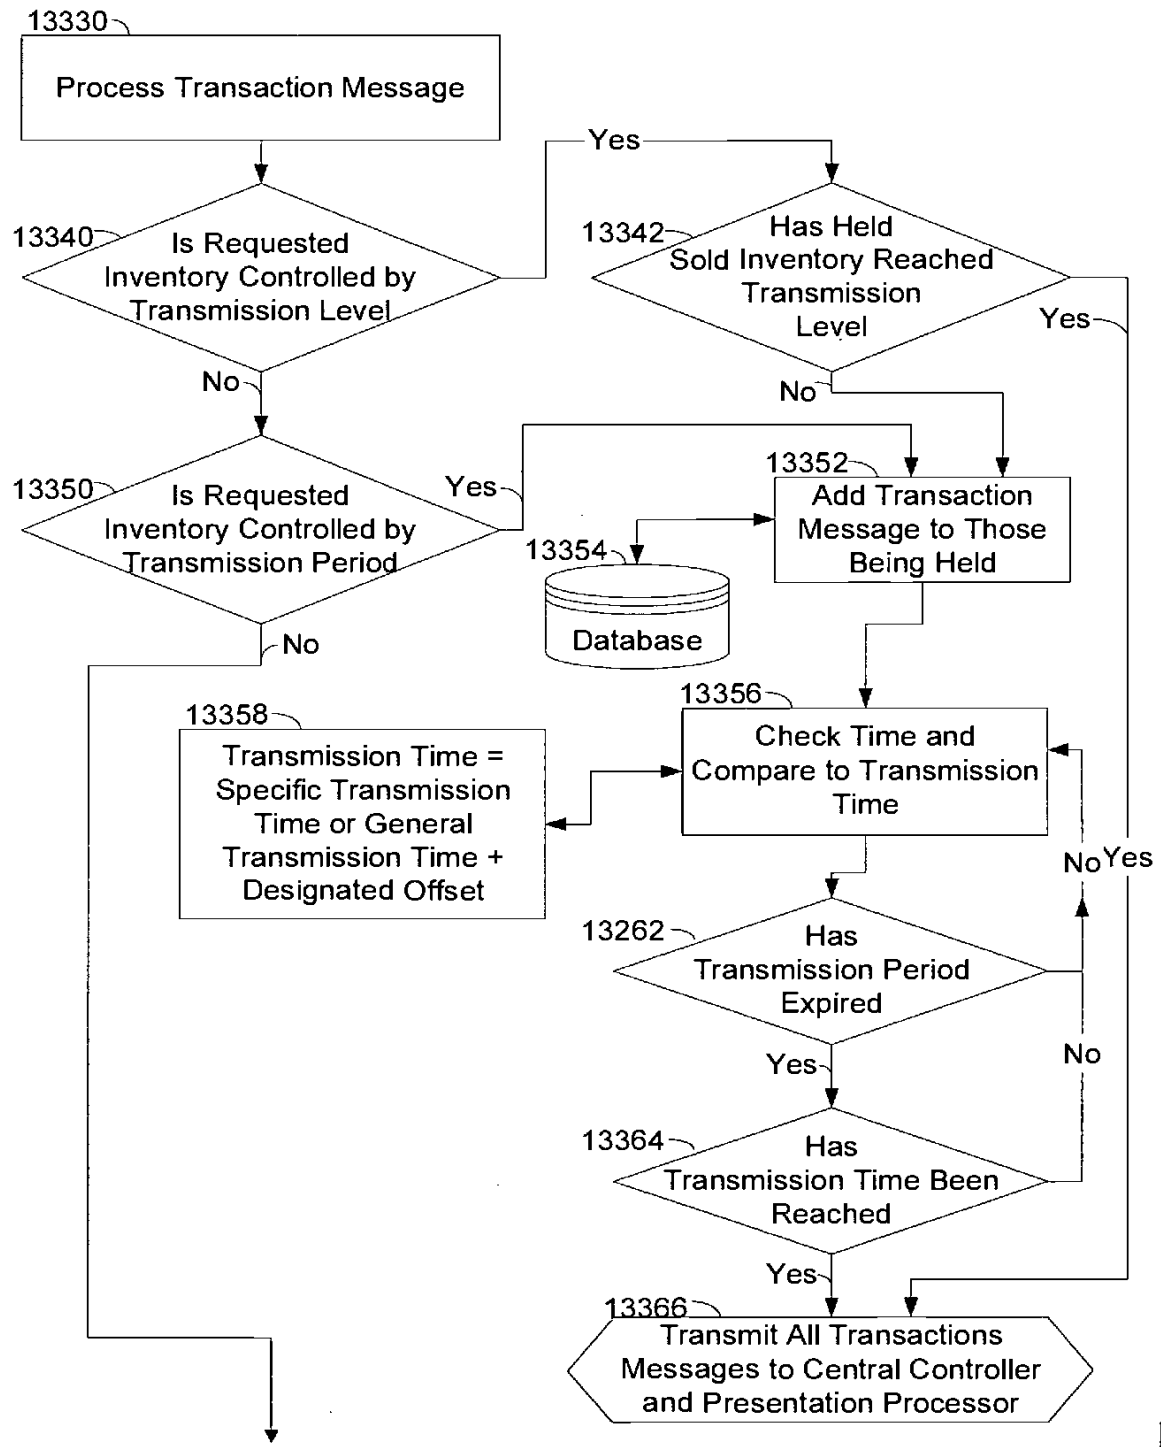 13330
Process Transaction Message
Yes
13340
Is Requested
Inventory Controlled by
Transmission Level
13342
Has Held
Sold Inventory Reached
Transmission
Level
Yes
No
No
13350
Is Requested
Inventory Controlled by
Transmission Period
Yes
13352
Add Transaction
Message to Those
Being Held
13354
Database
No
13356
Check Time and
Compare to Transmission
Time
13358
Transmission Time =
Specific Transmission
Time or General
Transmission Time +
Designated Offset
No
Yes
13262
Has
Transmission Period
Expired
No
Yes
13364
Has
Transmission Time Been
Reached
Yes
13366
Transmit All Transactions
Messages to Central Controller
and Presentation Processor